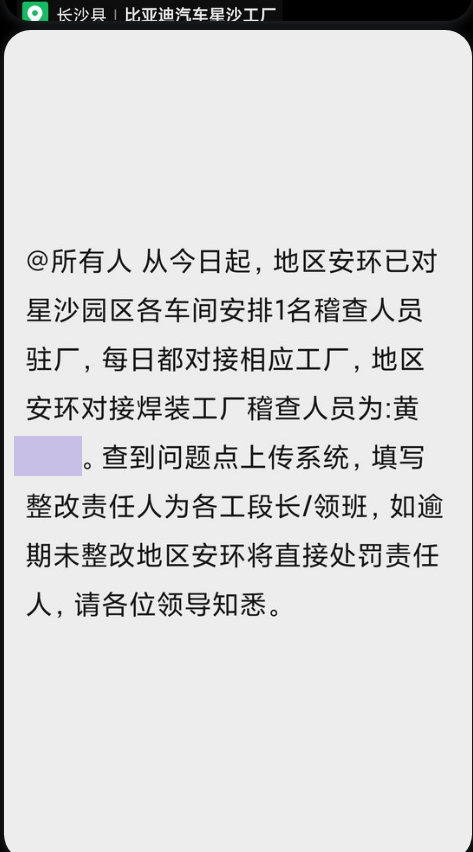 长沙县 | 比亚迪汽车星沙工厂
@所有人 从今日起，地区安环已对
星沙园区各车间安排1名稽查人员
驻厂，每日都对接相应工厂，地区
安环对接焊装工厂稽查人员为:黄
。查到问题点上传系统，填写
整改责任人为各工段长/领班，如逾
期未整改地区安环将直接处罚责任
人，请各位领导知悉。